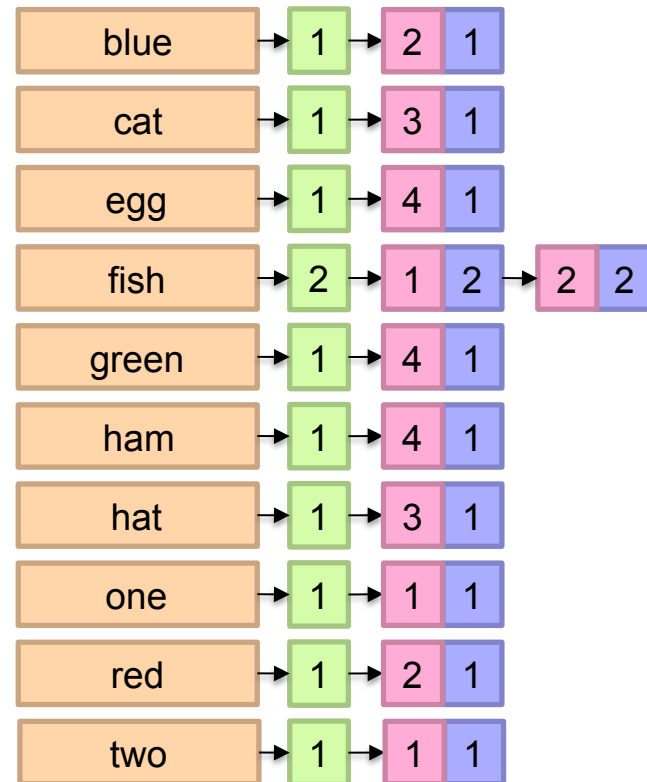 blue 1 2 1
cat 1 3 1
egg 1 4 1
fish 2 1 2 2 2
green 1 4 1
ham 1 4 1
hat 1 3 1
one 1 1 1
red 1 2 1
two 1 1 1